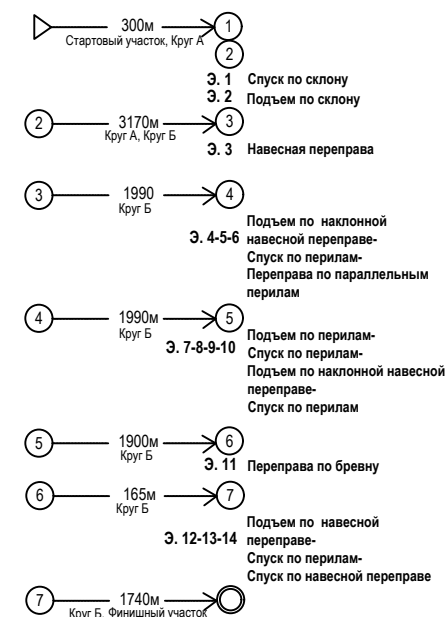 300м
1
Стартовый участок, Круг А
2
Э. 1 Спуск по склону
Э. 2 Подъем по склону
2 3170м 3
Круг А, Круг Б
Э. 3 Навесная переправа
3 1990 4
Круг Б
Подъем по наклонной
Э. 4-5-6 навесной переправе-
Спуск по перилам-
Переправа по параллельным
перилам
4 1990м 5
Круг Б
Подъем по перилам-
Э. 7-8-9-10 Спуск по перилам-
Подъем по наклонной навесной
переправе-
Спуск по перилам
5 1900м 6
Круг Б
Э. 11 Переправа по бревну
6 165м 7
Круг Б
Подъем по навесной
Э. 12-13-14 переправе-
Спуск по перилам-
Спуск по навесной переправе
7 1740м
Круг Б, Финишный участок